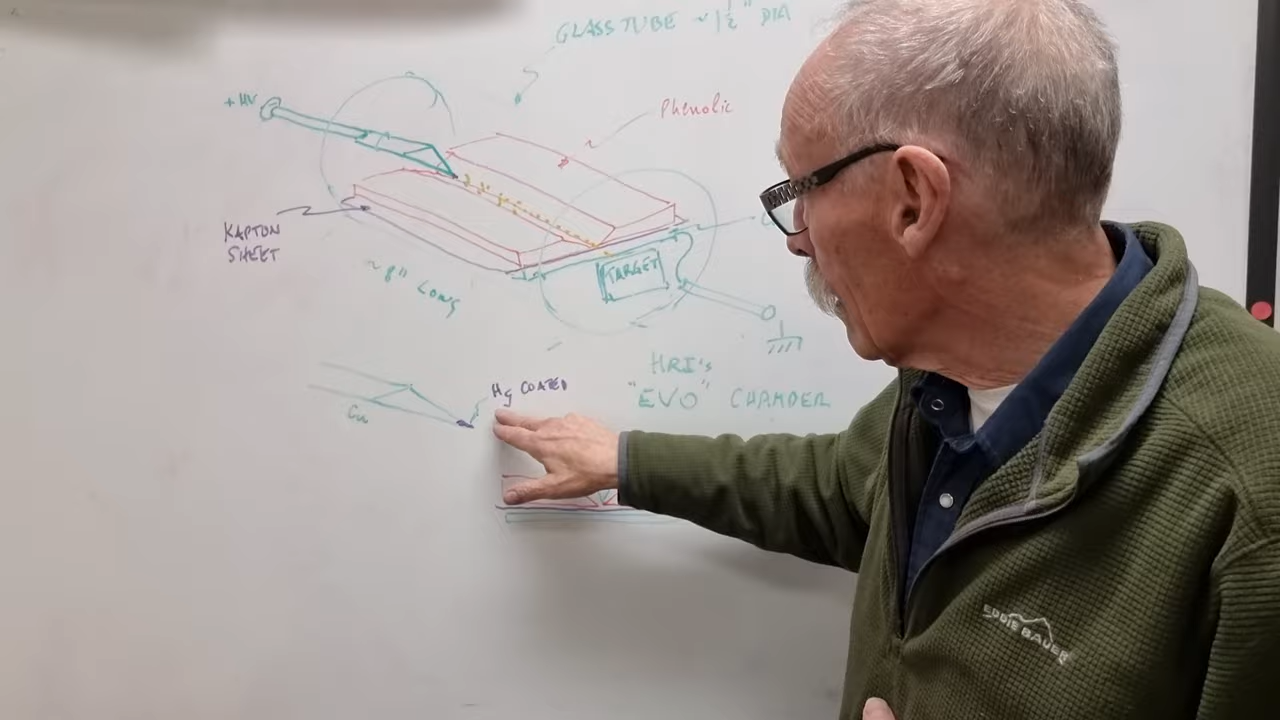 GLASS TUBE ~ 1 1/2" DIA
+HV
Phenolic
KAPTON
SHEET
~ 8" LONG
TARGET
HRI's
"EVO" CHAMBER
Hg COATED
Cu
EDDIE BAUER